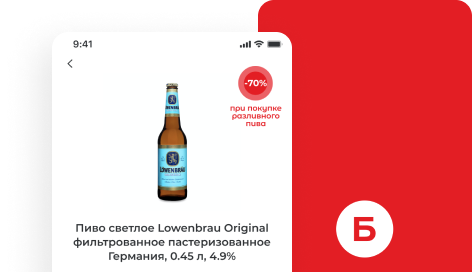 9:41
-70%
при покупке
разливного
пива
LOWENBRAU
Пиво светлое Lowenbrau Original
фильтрованное пастеризованное
Германия, 0.45 л, 4.9%
Б